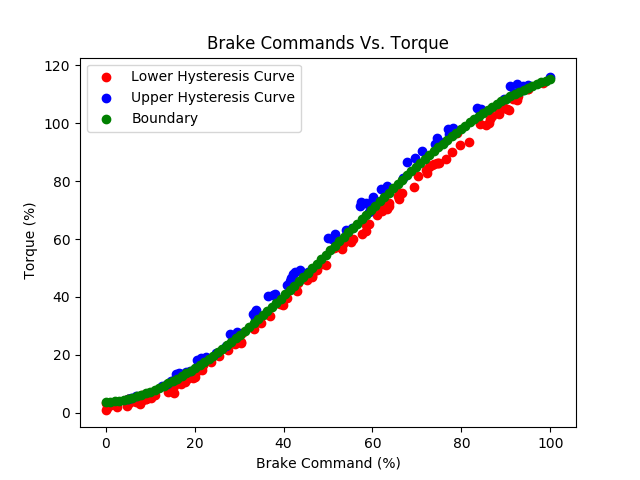 Brake Commands Vs. Torque
Lower Hysteresis Curve
Upper Hysteresis Curve
Boundary
120
100
80
60
40
20
0
Torque (%)
0 20 40 60 80 100
Brake Command (%)